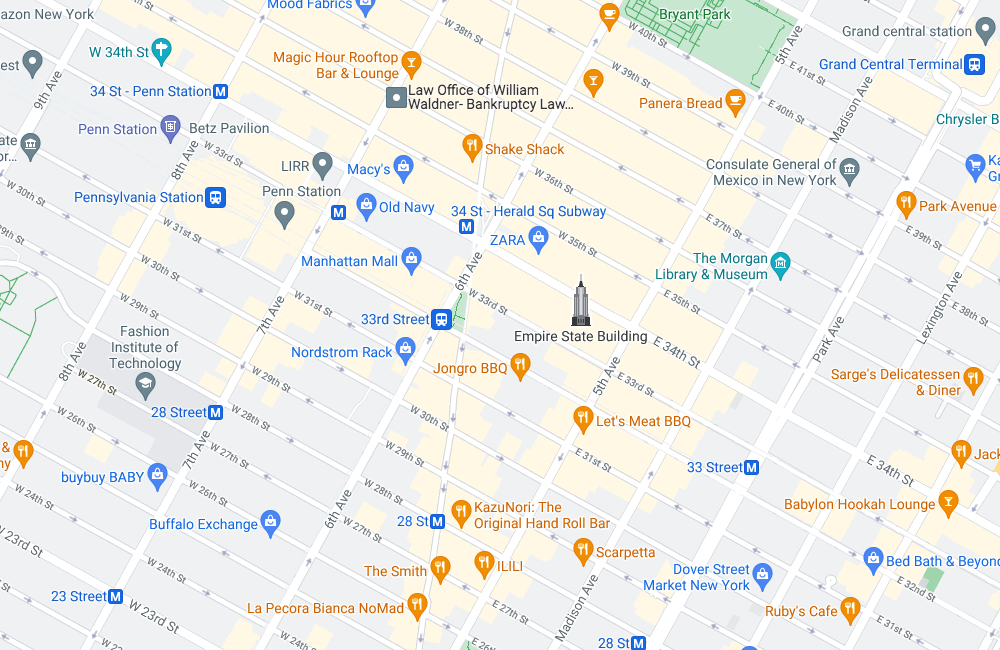 Mood Fabrics
Bryant Park
azon New York
W 38th St
W 40th St
5th Ave
Grand central station
W 34th St
Magic Hour Rooftop
Bar & Lounge
est
9th Ave
W 39th St
E 41st St
Grand Central Terminal
34 St - Penn Station
Law Office of William
Waldner- Bankruptcy Law...
Panera Bread
E 40th St
Madison Ave
Chrysler B
Penn Station
Betz Pavilion
8th Ave
W 33rd St
Shake Shack
ate
or...
LIRR
Macy's
W 36th St
Consulate General of
Mexico in New York
Ka
Gr
W 30th St
Pennsylvania Station
Penn Station
Old Navy
34 St - Herald Sq Subway
E 37th St
Park Avenue
W 31st St
ZARA
W 35th St
E 39th St
W 30th St
Manhattan Mall
6th Ave
The Morgan
Library & Museum
W 29th St
W 31st St
W 33rd St
E 35th St
Lexington Ave
E 38th St
7th Ave
33rd Street
Empire State Building
Fashion
Institute of
Technology
Nordstrom Rack
E 34th St
Park Ave
8th Ave
Jongro BBQ
W 27th St
W 29th St
5th Ave
E 33rd St
Sarge's Delicatessen
& Diner
28 Street
W 26th St
W 30th St
Let's Meat BBQ
&
ny
7th Ave
W 27th St
W 29th St
E 31st St
33 Street
Jack
E 34th St
buybuy BABY
W 24th St
W 26th St
W 28th St
6th Ave
Babylon Hookah Lounge
KazuNori: The
Original Hand Roll Bar
Buffalo Exchange
28 St
W 27th St
W 23rd St
Scarpetta
Bed Bath & Beyond
W 24th St
The Smith
ILILI
Dover Street
Market New York
E 32nd St
23 Street
W 23rd St
La Pecora Bianca NoMad
E 27th St
Madison Ave
Ruby's Cafe
E 31st St
W 24th St
28 St